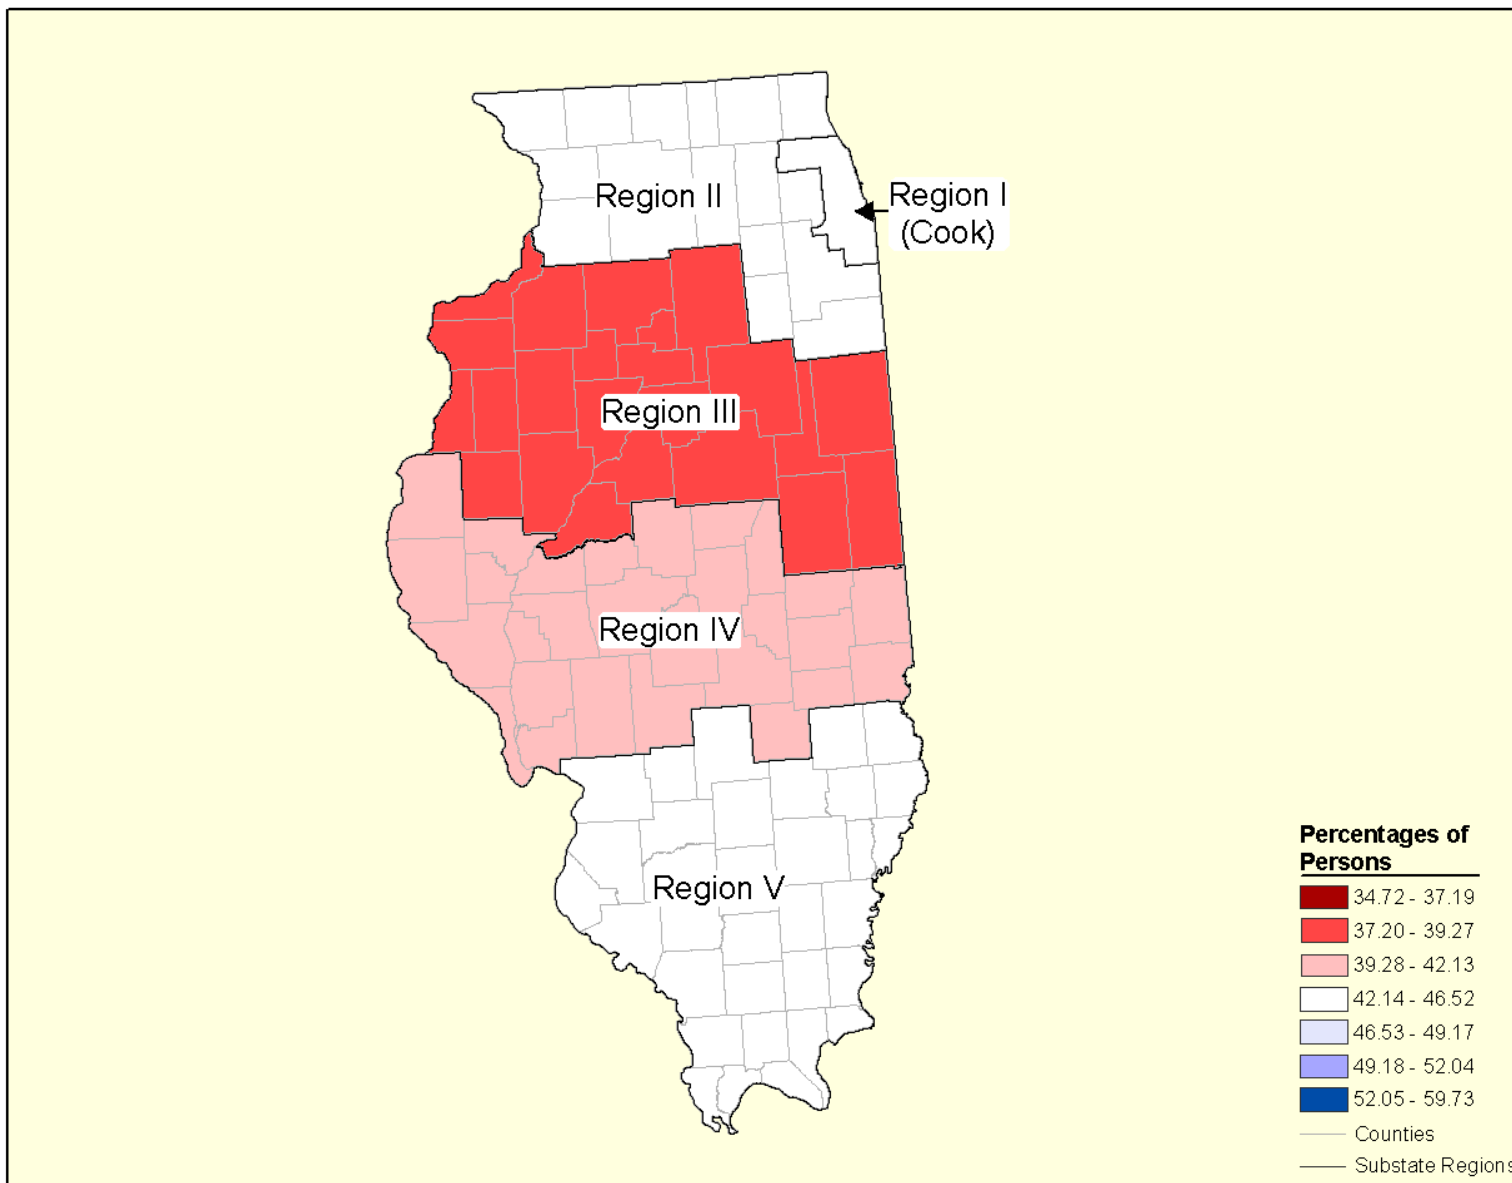 Region II
Region I
(Cook)
Region III
Region IV
Region V
Percentages of
Persons
34.72 - 37.19
37.20 - 39.27
39.28 - 42.13
42.14 - 46.52
46.53 - 49.17
49.18 - 52.04
52.05 - 59.73
Counties
Substate Regions